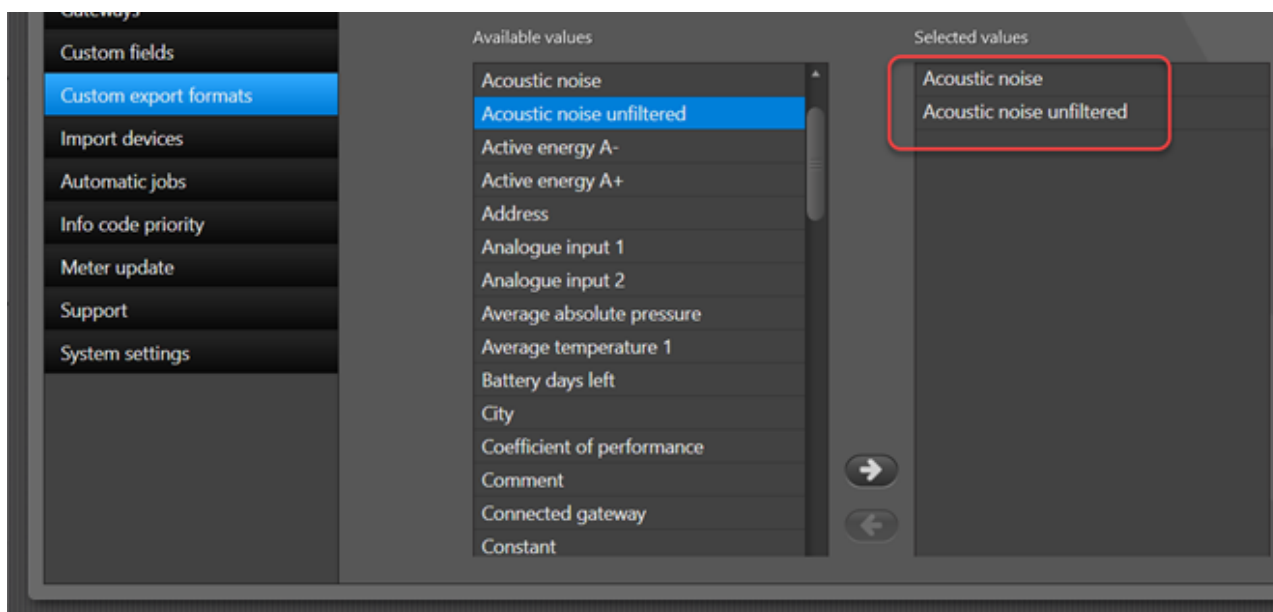 Gateways
Custom fields
Custom export formats
Import devices
Automatic jobs
Info code priority
Meter update
Support
System settings
Available values
Acoustic noise
Acoustic noise unfiltered
Active energy A-
Active energy A+
Address
Analogue input 1
Analogue input 2
Average absolute pressure
Average temperature 1
Battery days left
City
Coefficient of performance
Comment
Connected gateway
Constant
Selected values
Acoustic noise
Acoustic noise unfiltered